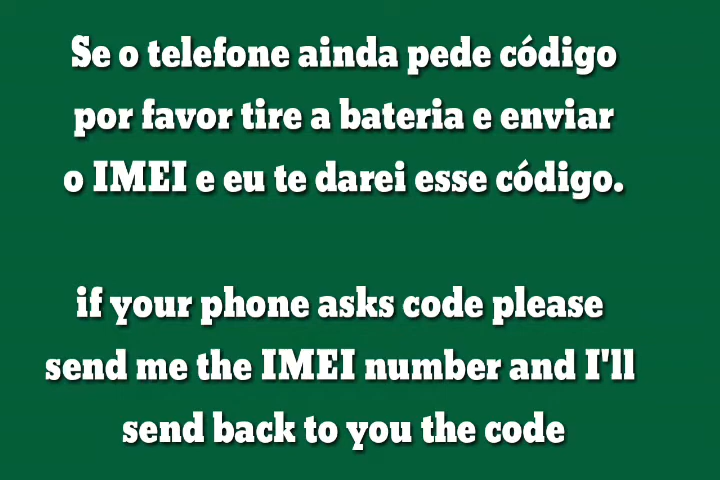 Se o telefone ainda pede código
por favor tire a bateria e enviar
o IMEI e eu te darei esse código.
if your phone asks code please
send me the IMEI number and I'll
send back to you the code